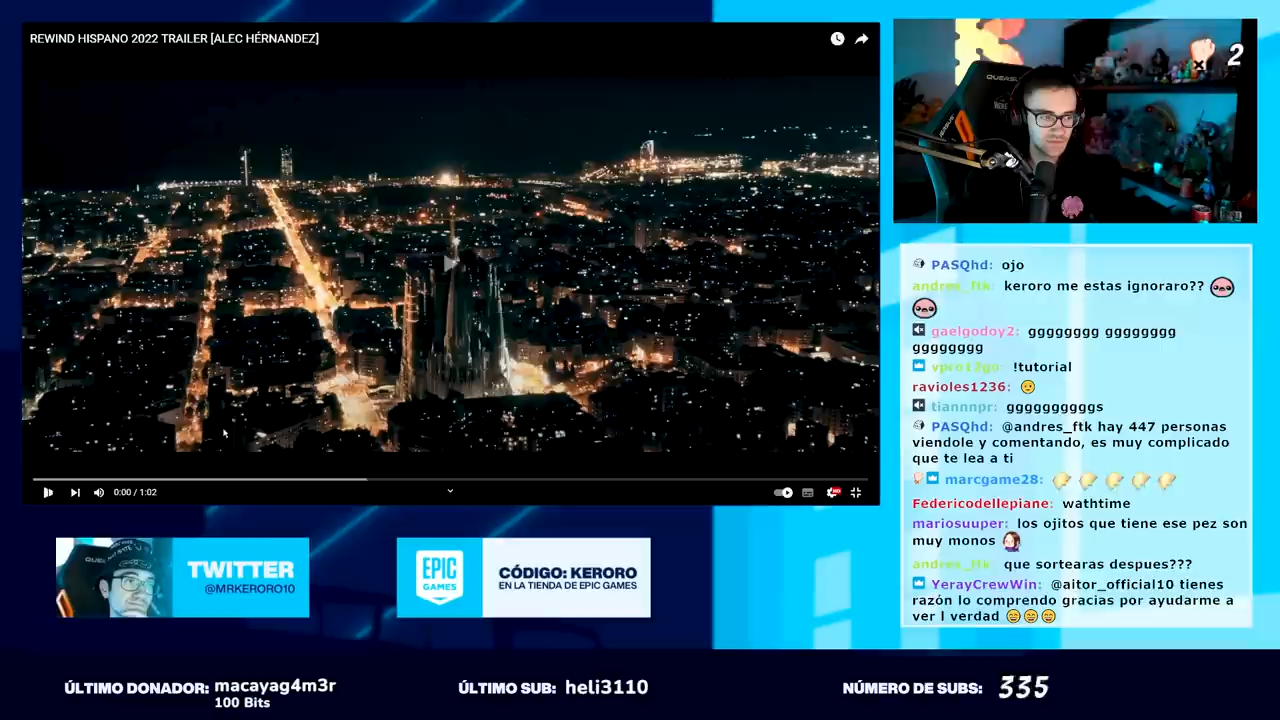 REWIND HISPANO 2022 TRAILER [ALEC HÉRNANDEZ]
0:00 / 1:02
HD
2
PASQhd: ojo
andres_ftk: keroro me estas ignoraro??
gaelgodoy2: gggggggg gggggggg
gggggggg
vpro12go: !tutorial
ravioles1236:
tiannnpr: ggggggggggs
PASQhd: @andres_ftk hay 447 personas
viendole y comentando, es muy complicado
que te lea a ti
marcgame28:
Federicodellepiane: wathtime
mariosuuper: los ojitos que tiene ese pez son
muy monos
andres_ftk: que sortearas despues???
YerayCrewWin: @aitor_official10 tienes
razón lo comprendo gracias por ayudarme a
ver l verdad
TWITTER
@MRKERORO10
EPIC
GAMES
CÓDIGO: KERORO
EN LA TIENDA DE EPIC GAMES
ÚLTIMO DONADOR: macayag4m3r
100 Bits
ÚLTIMO SUB: heli3110
NÚMERO DE SUBS: 335